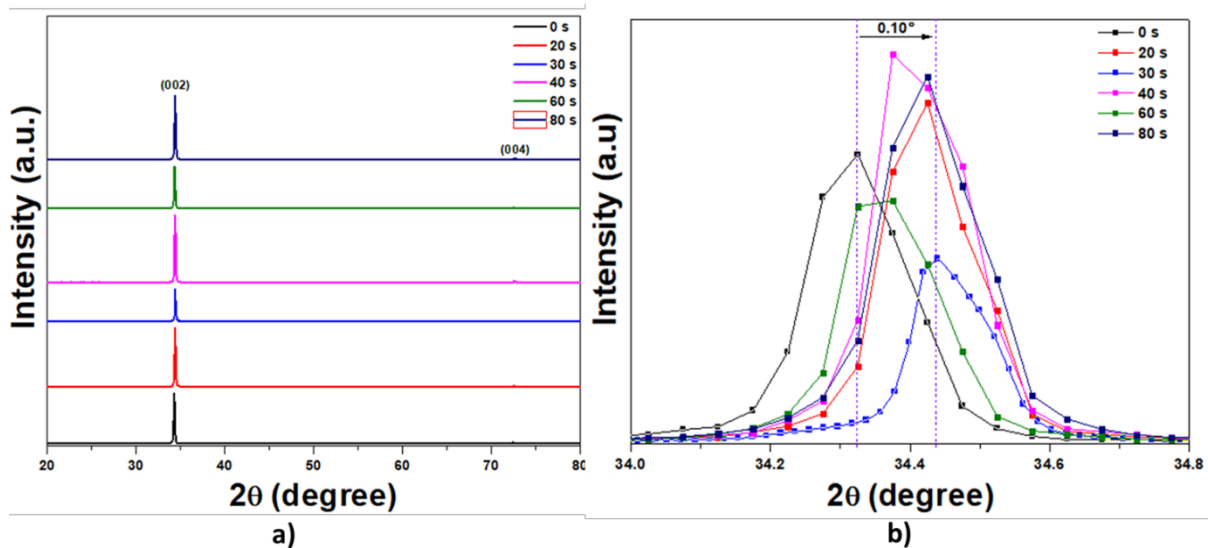 Intensity (a.u.)
(002)
(004)
0 s
20 s
30 s
40 s
60 s
80 s
20 30 40 50 60 70 80
2θ (degree)
a)
Intensity (a.u)
0.10°
0 s
20 s
30 s
40 s
60 s
80 s
34.0 34.2 34.4 34.6 34.8
2θ (degree)
b)